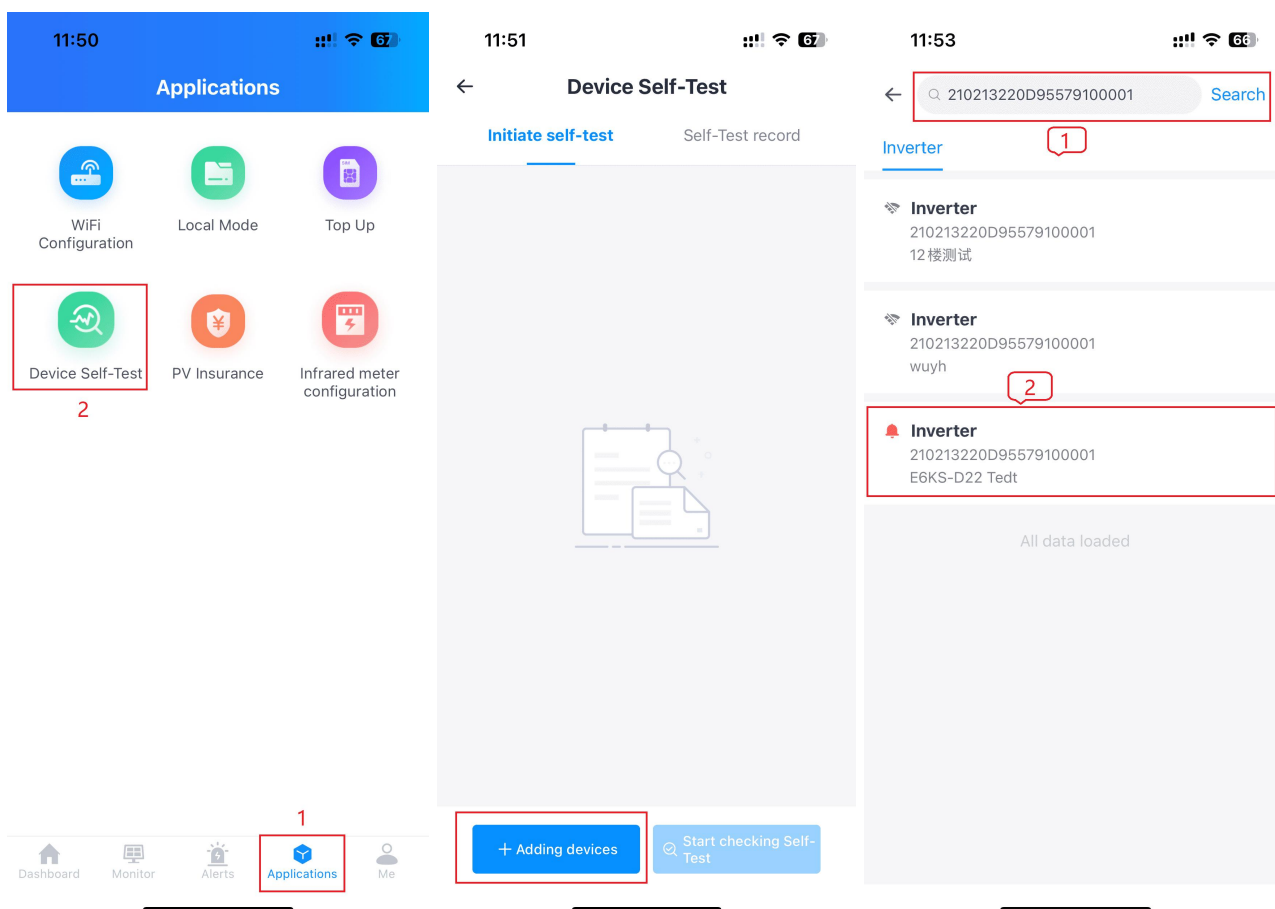 11:50
67
Applications
WiFi
Configuration
Local Mode
Top Up
Device Self-Test
PV Insurance
Infrared meter
configuration
2
1
Dashboard
Monitor
Alerts
Applications
Me
11:51
67
Device Self-Test
Initiate self-test
Self-Test record
+ Adding devices
Start checking Self-
Test
11:53
66
210213220D95579100001
Search
1
Inverter
Inverter
210213220D95579100001
12楼测试
Inverter
210213220D95579100001
wuyh
2
Inverter
210213220D95579100001
E6KS-D22 Tedt
All data loaded